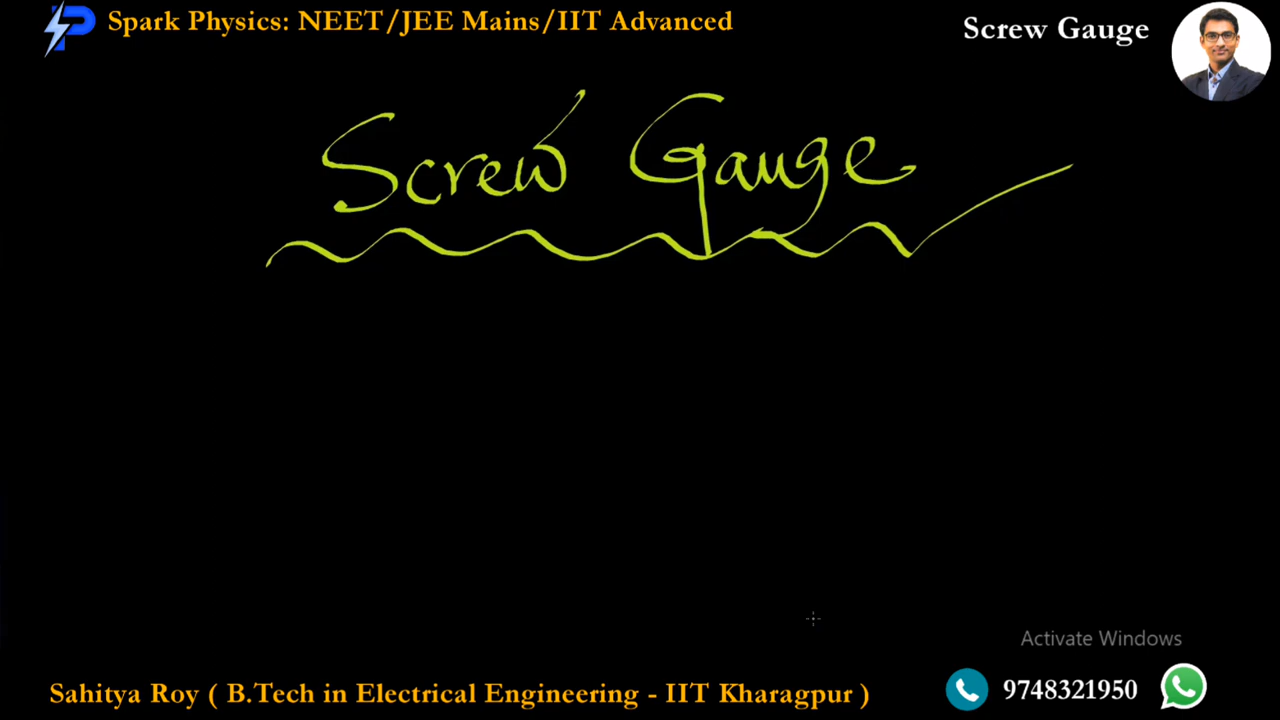 Spark Physics: NEET/JEE Mains/IIT Advanced
Screw Gauge
Screw Gauge
Activate Windows
Sahitya Roy ( B.Tech in Electrical Engineering - IIT Kharagpur )
9748321950